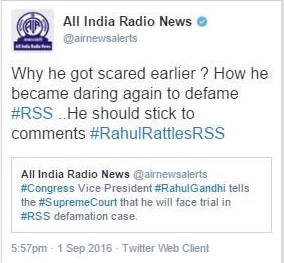 All India Radio News
@airnewsalerts
Why he got scared earlier ? How he
became daring again to defame
#RSS ..He should stick to
comments #RahulRattlesRSS
All India Radio News @airnewsalerts
#Congress Vice President #RahulGandhi tells
the #SupremeCourt that he will face trial in
#RSS defamation case.
5:57pm · 1 Sep 2016 · Twitter Web Client